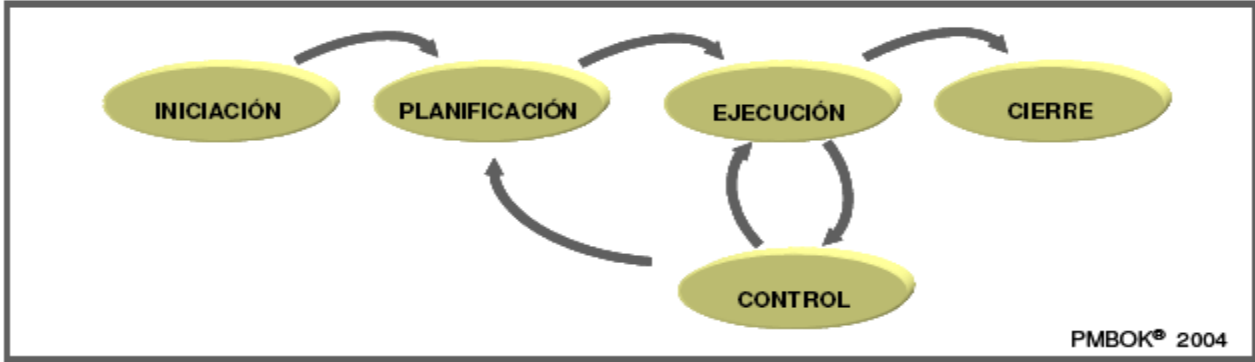 INICIACIÓN
PLANIFICACIÓN
EJECUCIÓN
CIERRE
CONTROL
PMBOK® 2004